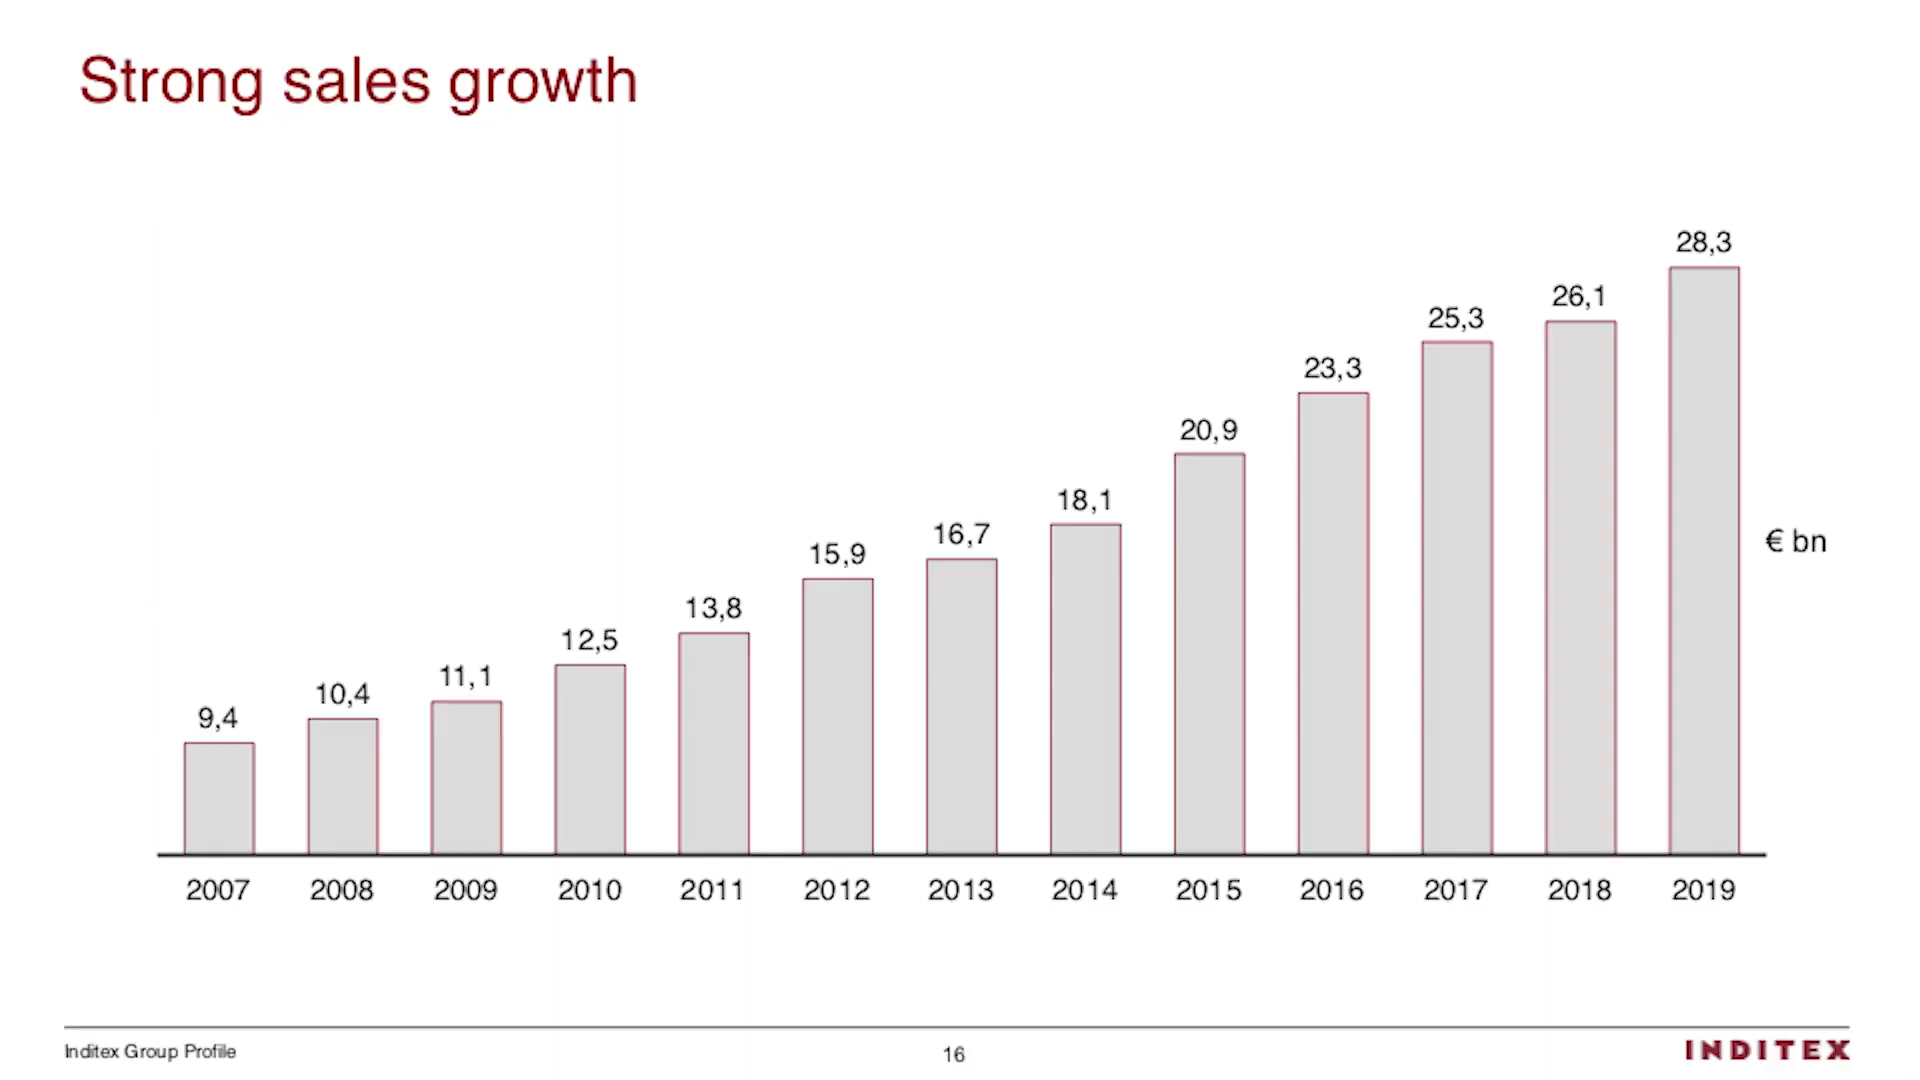 Strong sales growth
28,3
26,1
25,3
23,3
20,9
18,1
16,7
15,9
13,8
12,5
11,1
10,4
9,4
€ bn
2007 2008 2009 2010 2011 2012 2013 2014 2015 2016 2017 2018 2019
Inditex Group Profile
16
INDITEX